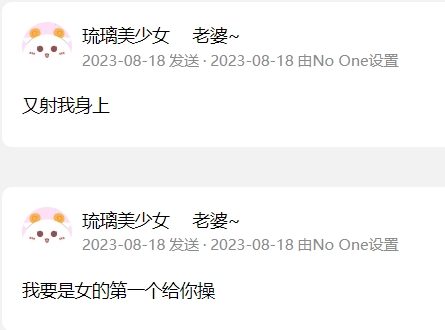 琉璃美少女 老婆~
2023-08-18 发送 · 2023-08-18 由No One设置
又射我身上
琉璃美少女 老婆~
2023-08-18 发送 · 2023-08-18 由No One设置
我要是女的第一个给你操